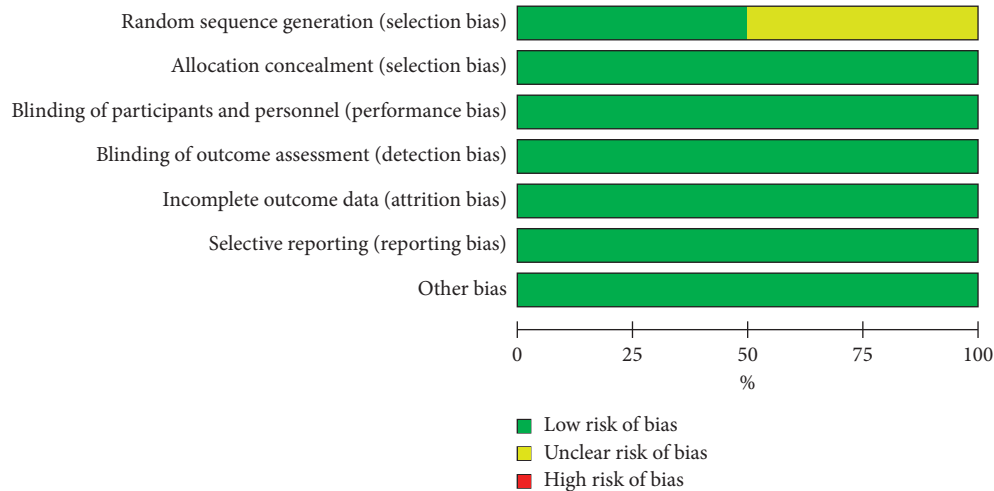 Random sequence generation (selection bias)
Allocation concealment (selection bias)
Blinding of participants and personnel (performance bias)
Blinding of outcome assessment (detection bias)
Incomplete outcome data (attrition bias)
Selective reporting (reporting bias)
Other bias
0 25 50 75 100
%
Low risk of bias
Unclear risk of bias
High risk of bias